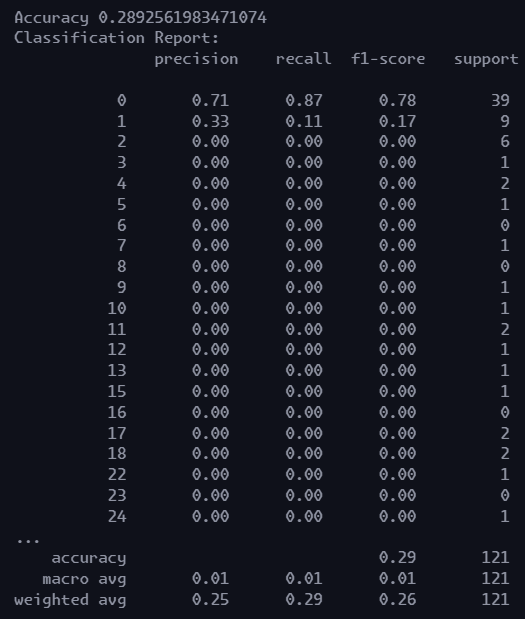 Accuracy 0.2892561983471074
Classification Report:
precision recall f1-score support
0 0.71 0.87 0.78 39
1 0.33 0.11 0.17 9
2 0.00 0.00 0.00 6
3 0.00 0.00 0.00 1
4 0.00 0.00 0.00 2
5 0.00 0.00 0.00 1
6 0.00 0.00 0.00 0
7 0.00 0.00 0.00 1
8 0.00 0.00 0.00 0
9 0.00 0.00 0.00 1
10 0.00 0.00 0.00 1
11 0.00 0.00 0.00 2
12 0.00 0.00 0.00 1
13 0.00 0.00 0.00 1
15 0.00 0.00 0.00 1
16 0.00 0.00 0.00 0
17 0.00 0.00 0.00 2
18 0.00 0.00 0.00 2
22 0.00 0.00 0.00 1
23 0.00 0.00 0.00 0
24 0.00 0.00 0.00 1
...
accuracy 0.29 121
macro avg 0.01 0.01 0.01 121
weighted avg 0.25 0.29 0.26 121